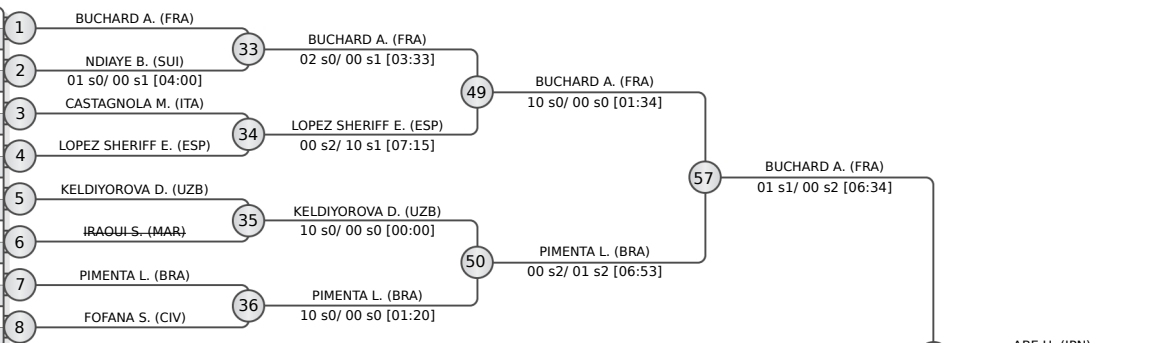 1
BUCHARD A. (FRA)
2
NDIAYE B. (SUI)
01 s0/ 00 s1 [04:00]
33
BUCHARD A. (FRA)
02 s0/ 00 s1 [03:33]
3
CASTAGNOLA M. (ITA)
4
LOPEZ SHERIFF E. (ESP)
34
LOPEZ SHERIFF E. (ESP)
00 s2/ 10 s1 [07:15]
49
BUCHARD A. (FRA)
10 s0/ 00 s0 [01:34]
5
KELDIYOROVA D. (UZB)
6
IRAOUI S. (MAR)
35
KELDIYOROVA D. (UZB)
10 s0/ 00 s0 [00:00]
7
PIMENTA L. (BRA)
8
FOFANA S. (CIV)
36
PIMENTA L. (BRA)
10 s0/ 00 s0 [01:20]
50
PIMENTA L. (BRA)
00 s2/ 01 s2 [06:53]
57
BUCHARD A. (FRA)
01 s1/ 00 s2 [06:34]